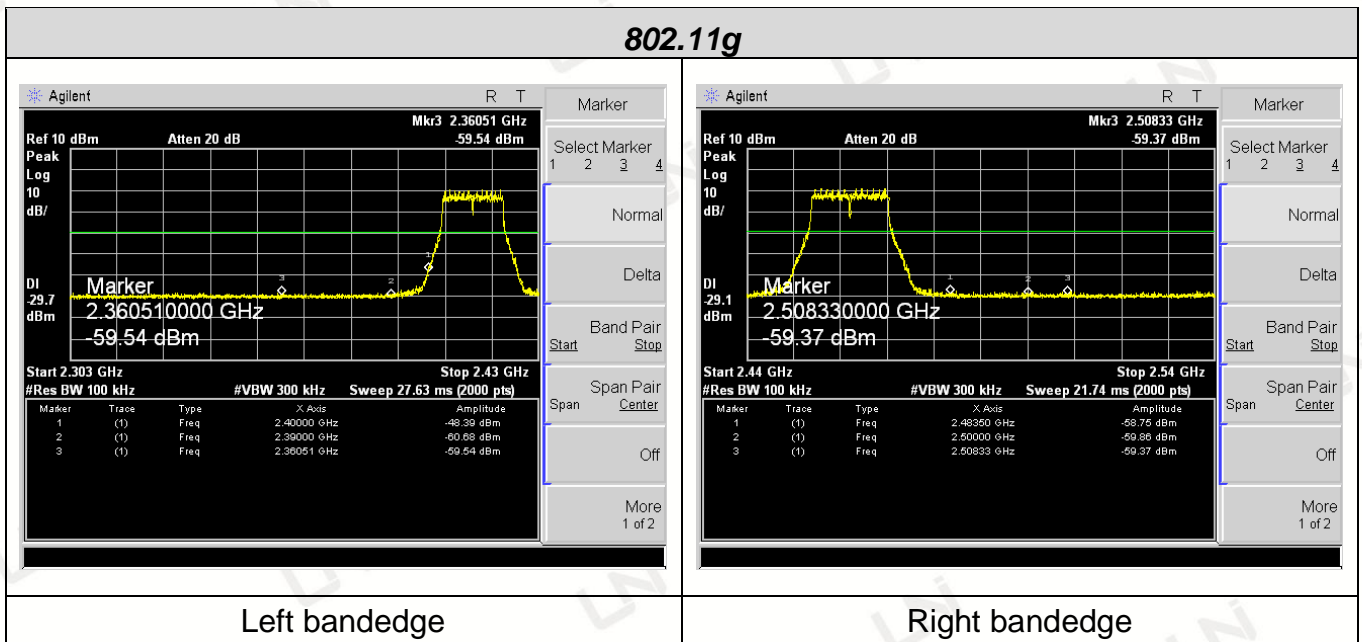 802.11g
Agilent R T
Mkr3 2.36051 GHz
Ref 10 dBm Atten 20 dB -59.54 dBm
Peak
Log
10
dB/
1
2
3
DI
-29.7
dBm
Marker
2.360510000 GHz
-59.54 dBm
Start 2.303 GHz Stop 2.43 GHz
#Res BW 100 kHz #VBW 300 kHz Sweep 27.63 ms (2000 pts)
Marker Trace Type X Axis Amplitude
1 (1) Freq 2.40000 GHz -48.39 dBm
2 (1) Freq 2.39000 GHz -60.68 dBm
3 (1) Freq 2.36051 GHz -59.54 dBm
Marker
Select Marker
1 2 3 4
Normal
Delta
Band Pair
Start Stop
Span Pair
Span Center
Off
More
1 of 2
Agilent R T
Mkr3 2.50833 GHz
Ref 10 dBm Atten 20 dB -59.37 dBm
Peak
Log
10
dB/
1 2 3
DI
-29.1
dBm
Marker
2.508330000 GHz
-59.37 dBm
Start 2.44 GHz Stop 2.54 GHz
#Res BW 100 kHz #VBW 300 kHz Sweep 21.74 ms (2000 pts)
Marker Trace Type X Axis Amplitude
1 (1) Freq 2.48350 GHz -58.75 dBm
2 (1) Freq 2.50000 GHz -59.86 dBm
3 (1) Freq 2.50833 GHz -59.37 dBm
Marker
Select Marker
1 2 3 4
Normal
Delta
Band Pair
Start Stop
Span Pair
Span Center
Off
More
1 of 2
Left bandedge Right bandedge